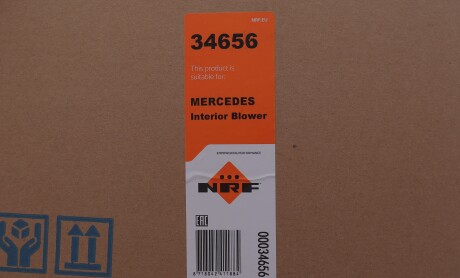 34656
This product is
suitable for:
MERCEDES
Interior Blower
NRF
EAC
00034656